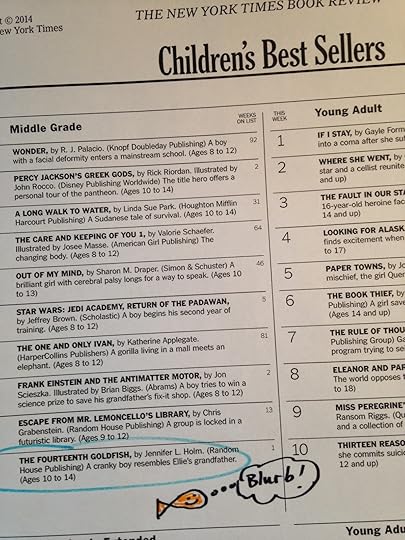 t © 2014
ew York Times
THE NEW YORK TIMES BOOK REVIEW
Children's Best Sellers
Middle Grade
WEEKS
ON LIST
WONDER, by R. J. Palacio. (Knopf Doubleday Publishing) A boy
with a facial deformity enters a mainstream school. (Ages 8 to 12)
92
PERCY JACKSON'S GREEK GODS, by Rick Riordan. Illustrated by
John Rocco. (Disney Publishing Worldwide) The title hero offers a
personal tour of the pantheon. (Ages 10 to 14)
2
A LONG WALK TO WATER, by Linda Sue Park. (Houghton Mifflin
Harcourt Publishing) A Sudanese tale of survival. (Ages 10 to 14)
31
THE CARE AND KEEPING OF YOU 1, by Valorie Schaefer.
Illustrated by Josee Masse. (American Girl Publishing) The
changing body. (Ages 8 to 12)
64
OUT OF MY MIND, by Sharon M. Draper. (Simon & Schuster) A
brilliant girl with cerebral palsy longs for a way to speak. (Ages 10
to 13)
46
STAR WARS: JEDI ACADEMY, RETURN OF THE PADAWAN,
by Jeffrey Brown. (Scholastic) A boy begins his second year of
training. (Ages 8 to 12)
5
THE ONE AND ONLY IVAN, by Katherine Applegate.
(HarperCollins Publishers) A gorilla living in a mall meets an
elephant. (Ages 8 to 12)
81
FRANK EINSTEIN AND THE ANTIMATTER MOTOR, by Jon
Scieszka. Illustrated by Brian Biggs. (Abrams) A boy tries to win a
science prize to save his grandfather's fix-it shop. (Ages 8 to 12)
2
ESCAPE FROM MR. LEMONCELLO'S LIBRARY, by Chris
Grabenstein. (Random House Publishing) A group is locked in a
futuristic library. (Ages 9 to 12)
13
THE FOURTEENTH GOLDFISH, by Jennifer L. Holm. (Random
House Publishing) A cranky boy resembles Ellie's grandfather.
(Ages 10 to 14)
1
Blurb!
THIS
WEEK
Young Adult
1
IF I STAY, by Gayle Form
into a coma after she suf
2
WHERE SHE WENT, by
star and a cellist reunite
and up)
3
THE FAULT IN OUR STA
16-year-old heroine fac
14 and up)
4
LOOKING FOR ALASK
finds excitement when
to 17)
5
PAPER TOWNS, by Jo
mischief, the girl Quen
6
THE BOOK THIEF, by
Publishing) A girl save
(Ages 14 and up)
7
THE RULE OF THOU
Publishing Group) Ga
program trying to se
8
ELEANOR AND PAR
The world opposes t
to 18)
9
MISS PEREGRINE'
Ransom Riggs. (Qu
and a collection of
10
THIRTEEN REASO
she commits suicid
12 and up)
Extended
Young Adu